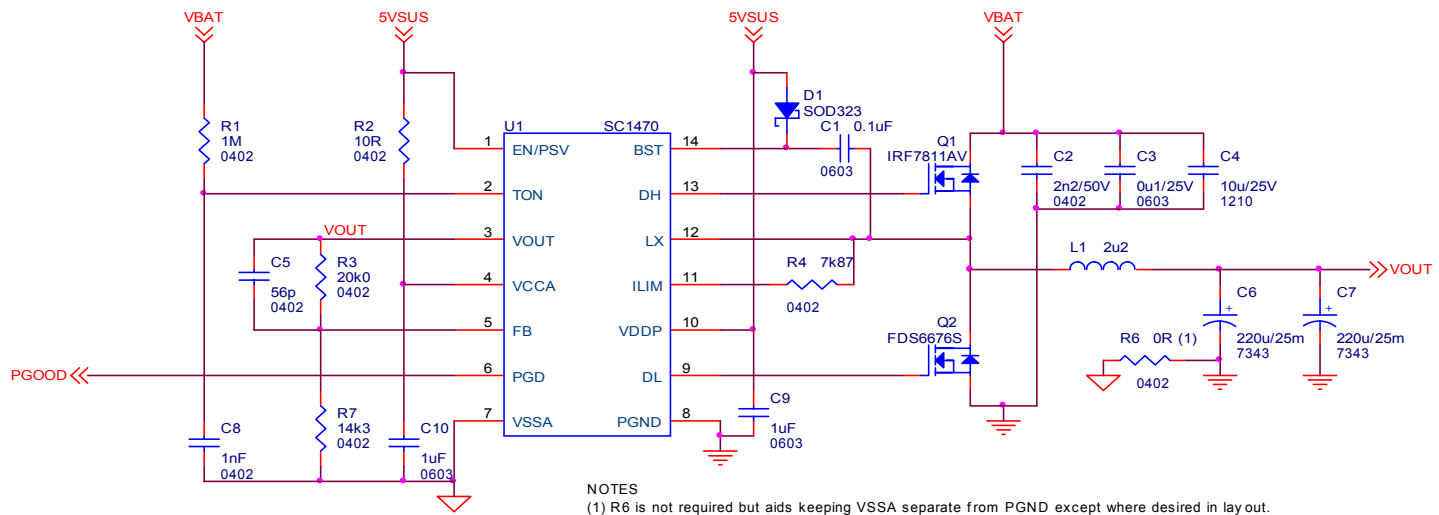 VBAT
5VSUS
5VSUS
VBAT
R1
1M
0402
R2
10R
0402
U1
SC1470
D1
SOD323
C1
0.1uF
0603
Q1
IRF7811AV
C2
2n2/50V
0402
C3
0u1/25V
0603
C4
10u/25V
1210
1
EN/PSV
BST
14
2
TON
DH
13
VOUT
3
VOUT
LX
12
C5
56p
0402
R3
20k0
0402
4
VCCA
ILIM
11
R4
7k87
0402
L1
2u2
VOUT
5
FB
VDDP
10
Q2
FDS6676S
C6
220u/25m
7343
C7
220u/25m
7343
R6
0R (1)
0402
PGOOD
6
PGD
DL
9
7
VSSA
PGND
8
R7
14k3
0402
C8
1nF
0402
C10
1uF
0603
C9
1uF
0603
NOTES
(1) R6 is not required but aids keeping VSSA separate from PGND except where desired in layout.